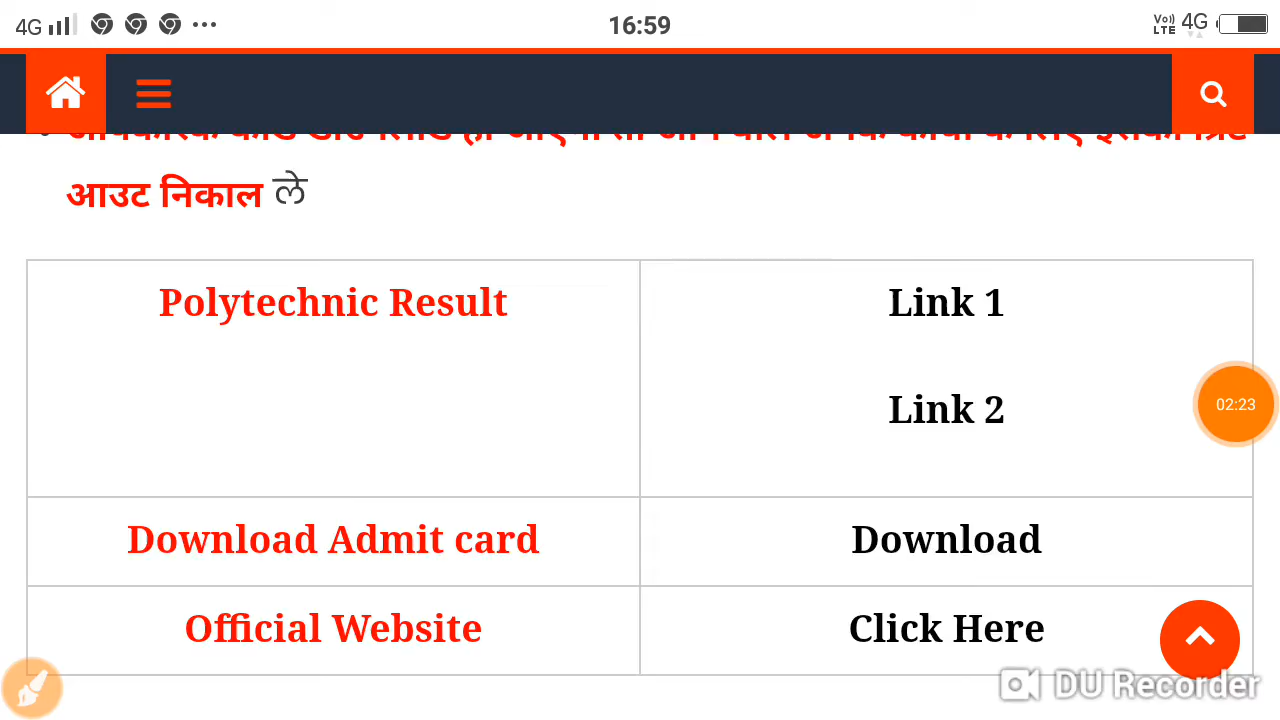 4G 16:59 Vo)) LTE 4G
आउट निकाल ले
Polytechnic Result Link 1
Link 2
02:23
Download Admit card Download
Official Website Click Here
DU Recorder